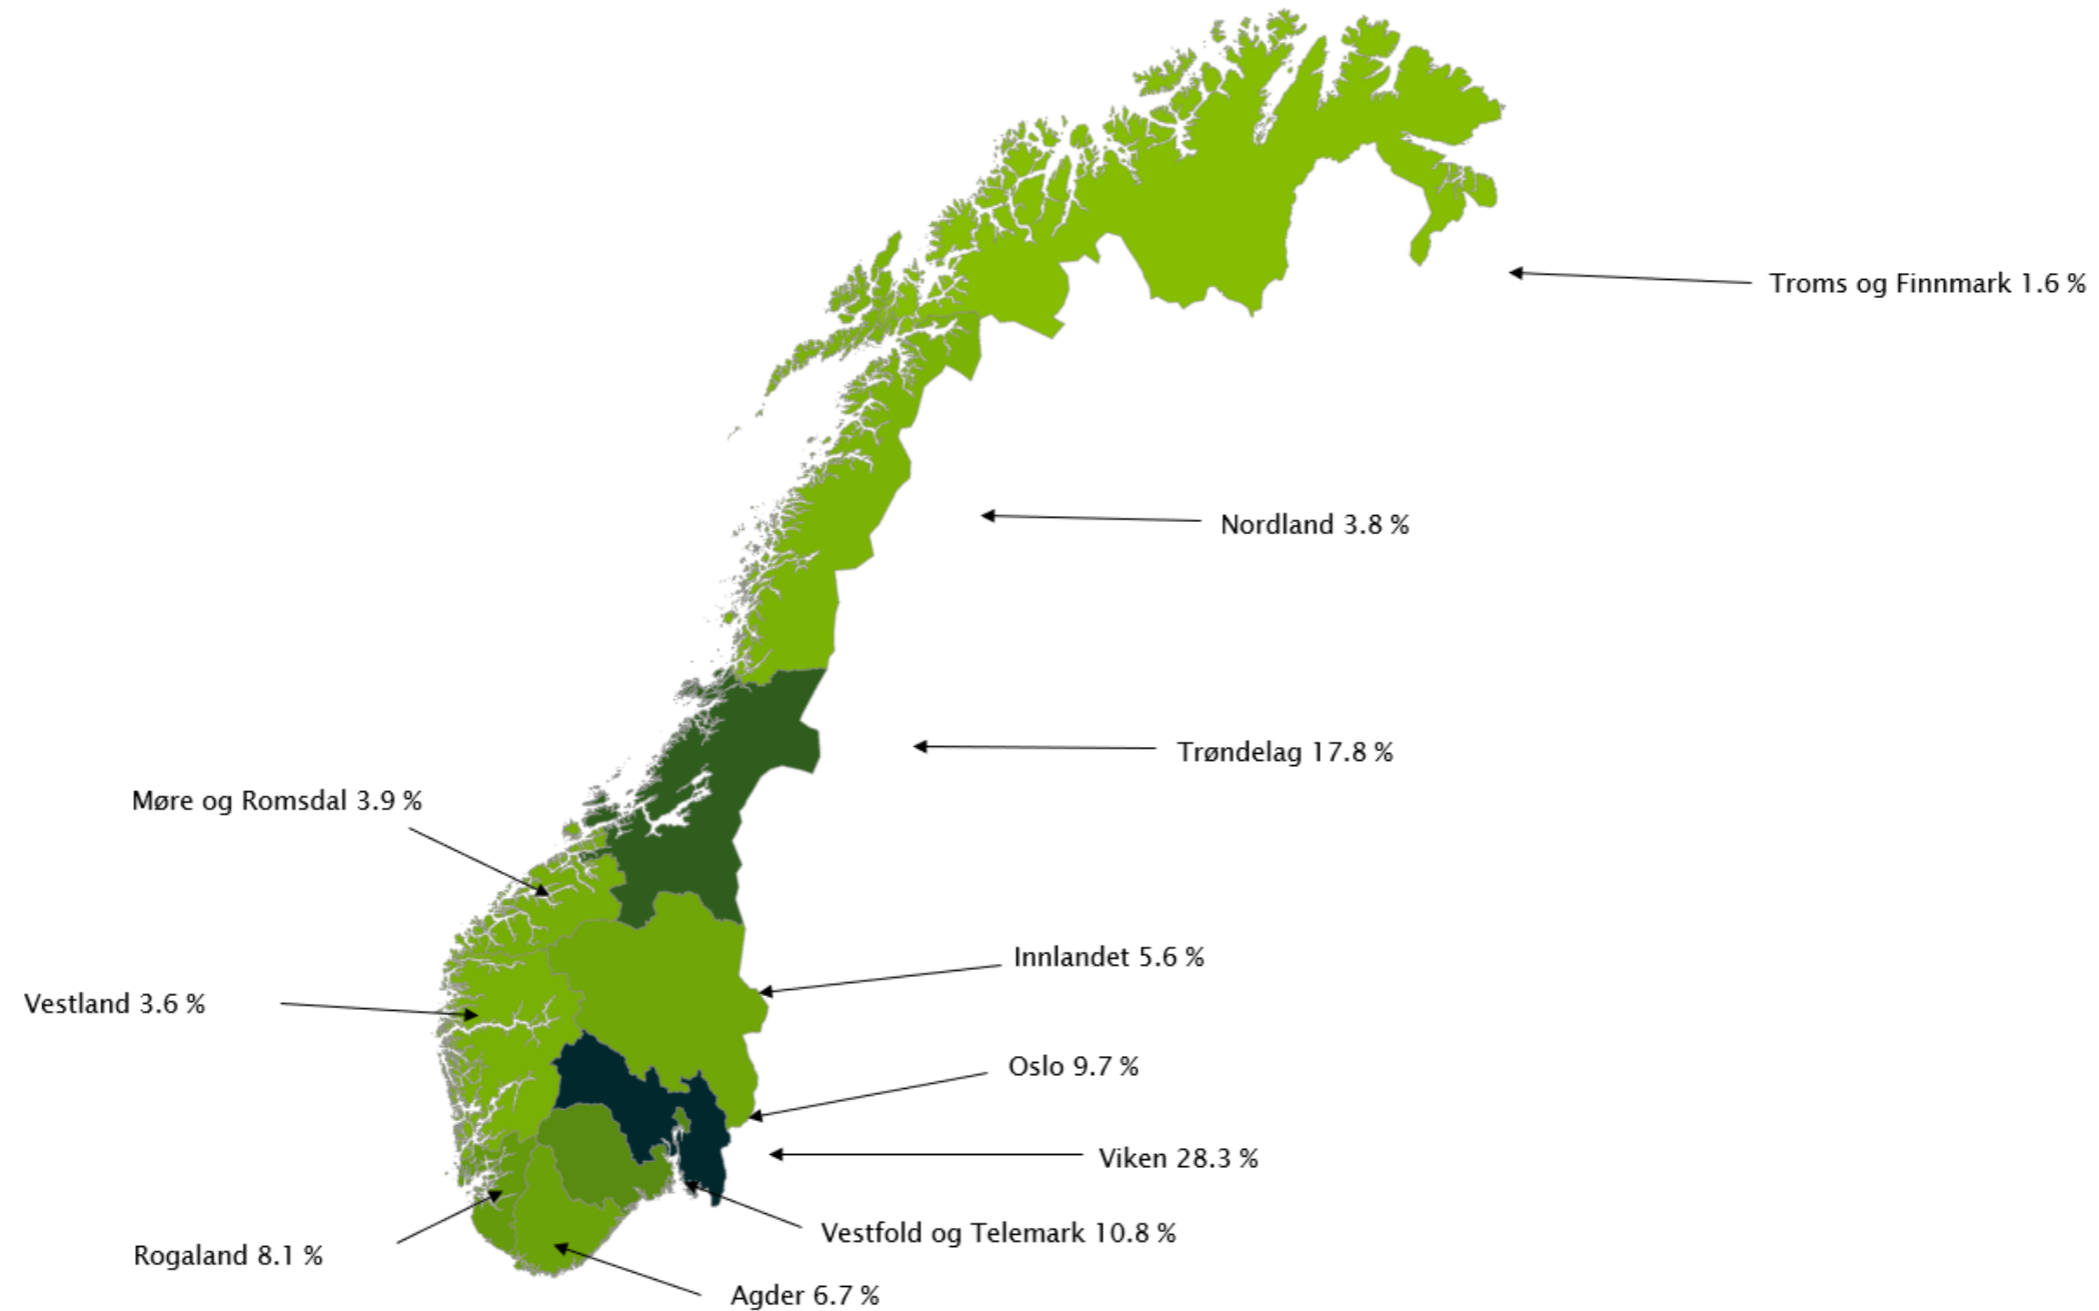 Troms og Finnmark 1.6 %
Nordland 3.8 %
Trøndelag 17.8 %
Møre og Romsdal 3.9 %
Innlandet 5.6 %
Vestland 3.6 %
Oslo 9.7 %
Viken 28.3 %
Vestfold og Telemark 10.8 %
Rogaland 8.1 %
Agder 6.7 %